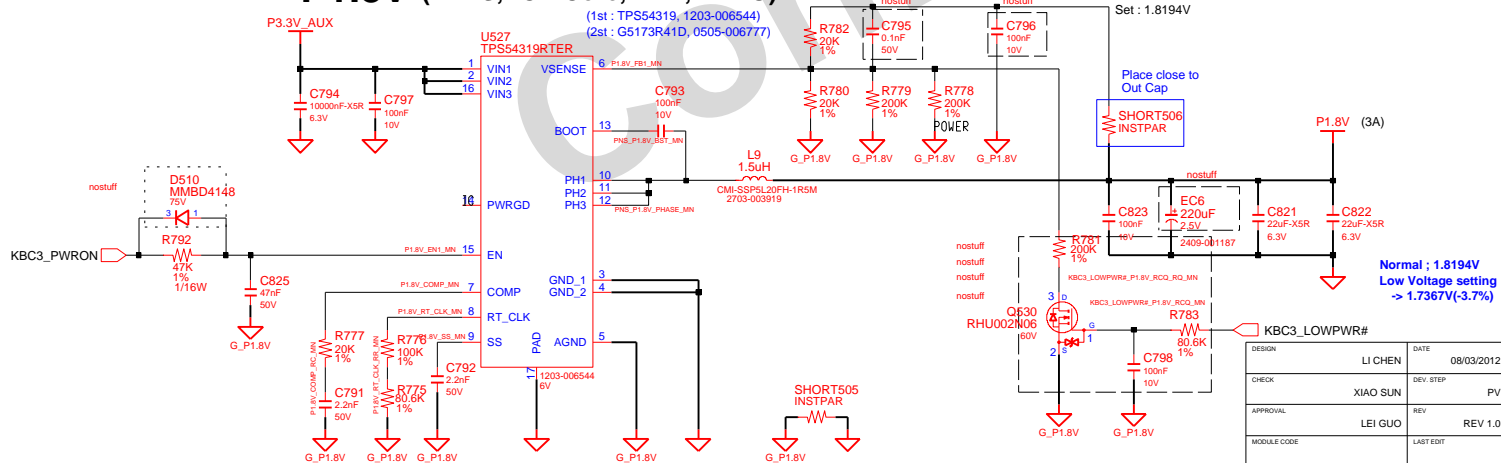 (1st : TPS54319, 1203-006544)
(2st : G5173R41D, 0505-006777)
Set : 1.8194V
P3.3V_AUX
U527
TPS54319RTER
1 VIN1
2 VIN2
16 VIN3
VSENSE 6
P1.8V_FB1_MN
BOOT 13
PNS_P1.8V_BST_MN
PH1 10
PH2 11
PH3 12
PNS_P1.8V_PHASE_MN
PWRGD
15 EN
7 COMP
8 RT_CLK
9 SS
GND_1 3
GND_2 4
AGND 5
PAD
17
1203-006544
6V
C794
10000nF-X5R
6.3V
C797
100nF
10V
C793
100nF
10V
R782
20K
1%
nostuff
C795
0.1nF
50V
nostuff
C796
100nF
10V
R780
20K
1%
R779
200K
1%
R778
200K
1%
POWER
G_P1.8V
G_P1.8V
G_P1.8V
G_P1.8V
Place close to
Out Cap
SHORT506
INSTPAR
P1.8V (3A)
L9
1.5uH
CMI-SSP5L20FH-1R5M
2703-003919
nostuff
D510
MMBD4148
75V
3
1
KBC3_PWRON
R792
47K
1%
1/16W
P1.8V_EN1_MN
C825
47nF
50V
G_P1.8V
P1.8V_COMP_MN
P1.8V_RT_CLK_MN
P1.8V_SS_MN
R777
20K
1%
P1.8V_COMP_RC_MN
C791
2.2nF
50V
G_P1.8V
R776
100K
1%
P1.8V_RT_CLK_RR_MN
R775
80.6K
1%
G_P1.8V
C792
2.2nF
50V
G_P1.8V
G_P1.8V
SHORT505
INSTPAR
G_P1.8V
nostuff
C823
100nF
16V
EC6
220uF
2.5V
2409-001187
C821
22uF-X5R
6.3V
C822
22uF-X5R
6.3V
nostuff
nostuff
nostuff
nostuff
R781
200K
1%
KBC3_LOWPWR#_P1.8V_RCQ_RQ_MN
KBC3_LOWPWR#_P1.8V_RCQ_MN
3
D
Q530
RHU002N06
60V
G
1
2
S
R783
80.6K
1%
KBC3_LOWPWR#
C798
100nF
10V
G_P1.8V
G_P1.8V
Normal ; 1.8194V
Low Voltage setting
-> 1.7367V(-3.7%)
DESIGN
LI CHEN
DATE
08/03/2012
CHECK
XIAO SUN
DEV. STEP
PV
APPROVAL
LEI GUO
REV
REV 1.0
MODULE CODE
LAST EDIT